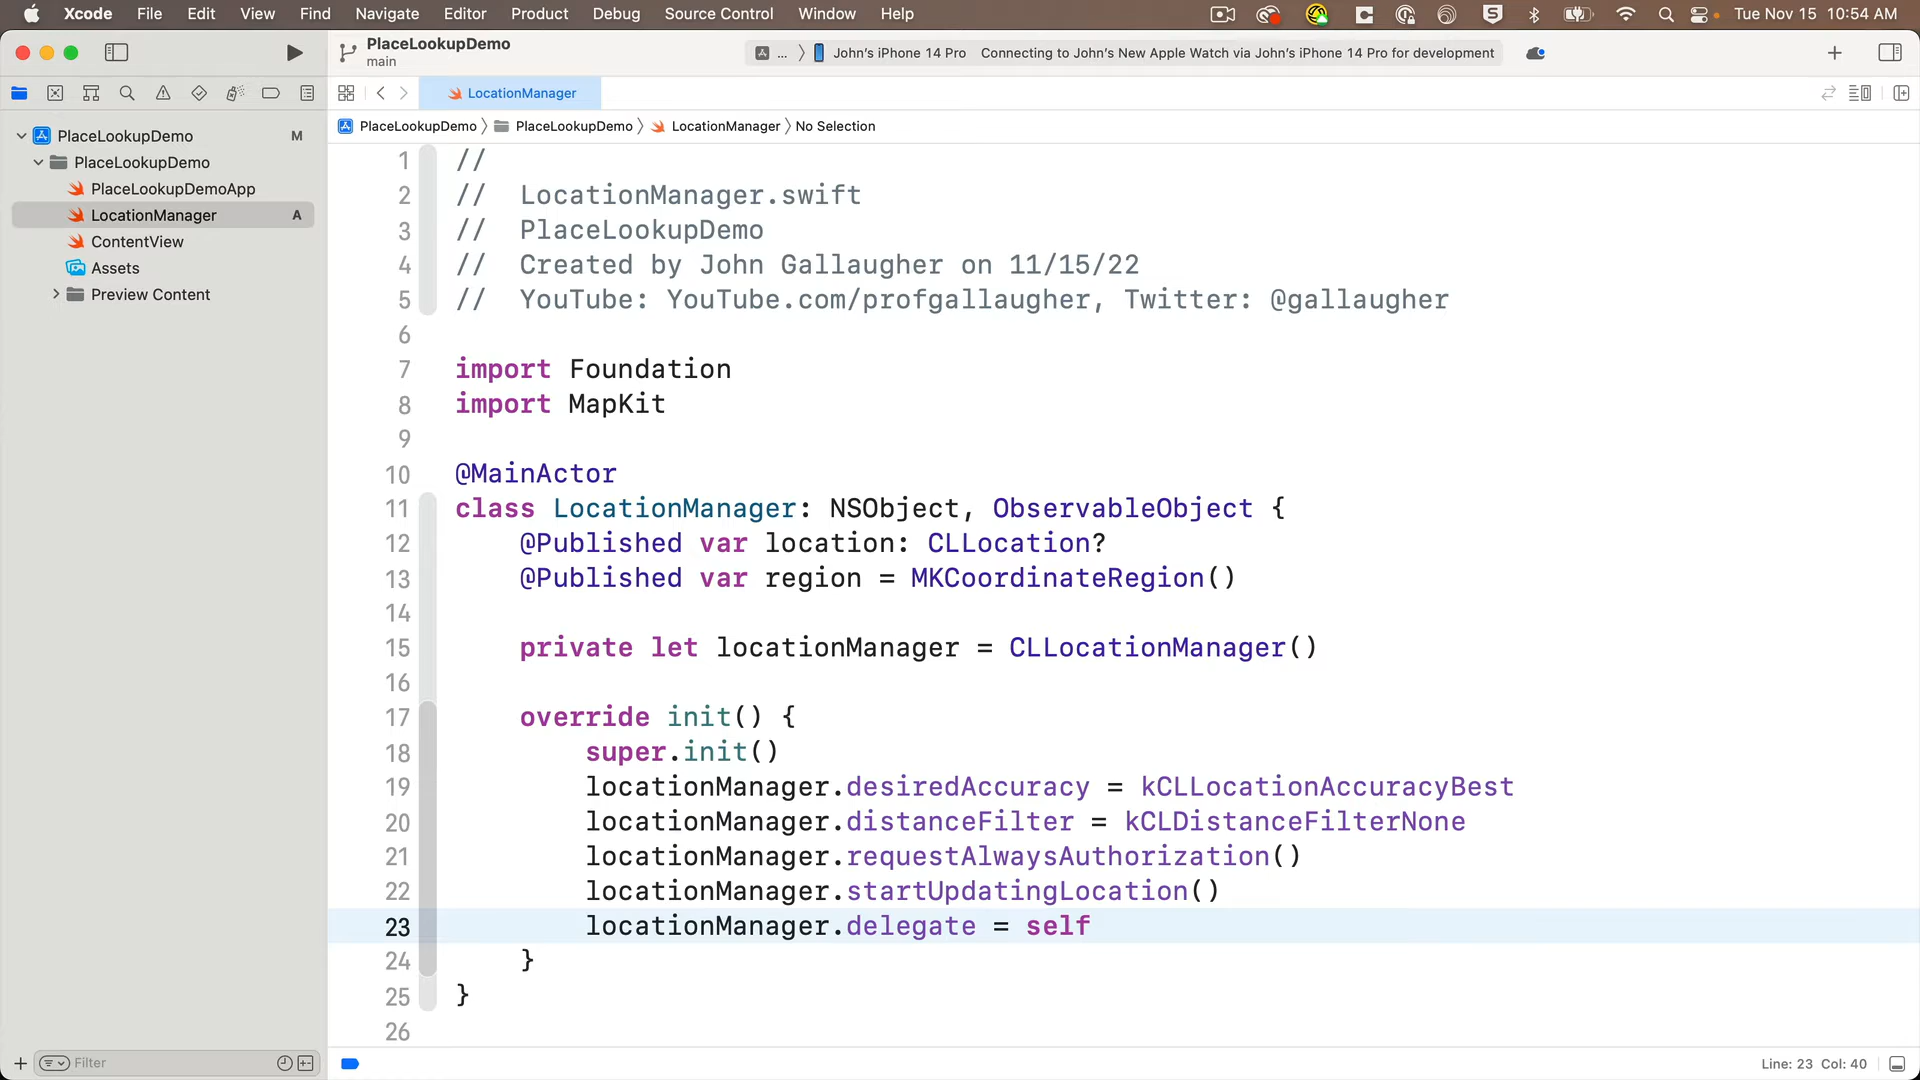 Xcode File Edit View Find Navigate Editor Product Debug Source Control Window Help Tue Nov 15 10:54 AM
PlaceLookupDemo
main
... John's iPhone 14 Pro Connecting to John's New Apple Watch via John's iPhone 14 Pro for development
LocationManager
PlaceLookupDemo PlaceLookupDemo LocationManager No Selection
PlaceLookupDemo M
PlaceLookupDemo
PlaceLookupDemoApp
LocationManager A
ContentView
Assets
Preview Content
1 //
2 // LocationManager.swift
3 // PlaceLookupDemo
4 // Created by John Gallaugher on 11/15/22
5 // YouTube: YouTube.com/profgallaugher, Twitter: @gallaugher
6
7 import Foundation
8 import MapKit
9
10 @MainActor
11 class LocationManager: NSObject, ObservableObject {
12 @Published var location: CLLocation?
13 @Published var region = MKCoordinateRegion()
14
15 private let locationManager = CLLocationManager()
16
17 override init() {
18 super.init()
19 locationManager.desiredAccuracy = kCLLocationAccuracyBest
20 locationManager.distanceFilter = kCLDistanceFilterNone
21 locationManager.requestAlwaysAuthorization()
22 locationManager.startUpdatingLocation()
23 locationManager.delegate = self
24 }
25 }
26
Filter
Line: 23 Col: 40